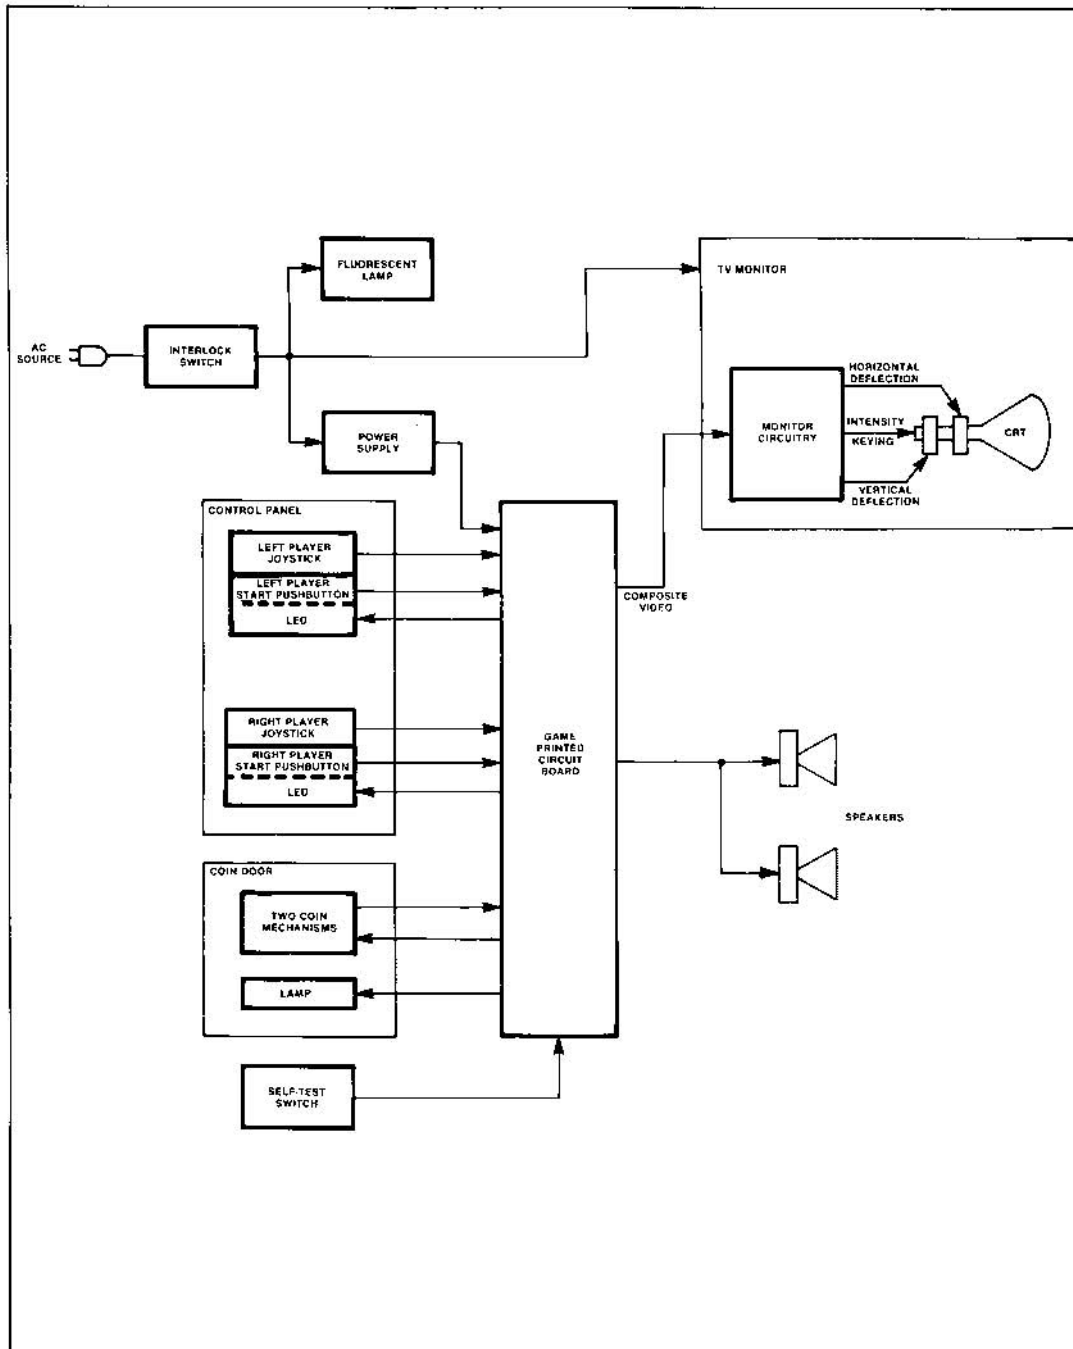 FLUORESCENT
LAMP
TV MONITOR
AC
SOURCE
INTERLOCK
SWITCH
HORIZONTAL
DEFLECTION
MONITOR
CIRCUITRY
INTENSITY
KEYING
CRT
VERTICAL
DEFLECTION
POWER
SUPPLY
CONTROL PANEL
LEFT PLAYER
JOYSTICK
LEFT PLAYER
START PUSHBUTTON
LED
COMPOSITE
VIDEO
RIGHT PLAYER
JOYSTICK
RIGHT PLAYER
START PUSHBUTTON
LED
GAME
PRINTED
CIRCUIT
BOARD
SPEAKERS
COIN DOOR
TWO COIN
MECHANISMS
LAMP
SELF-TEST
SWITCH